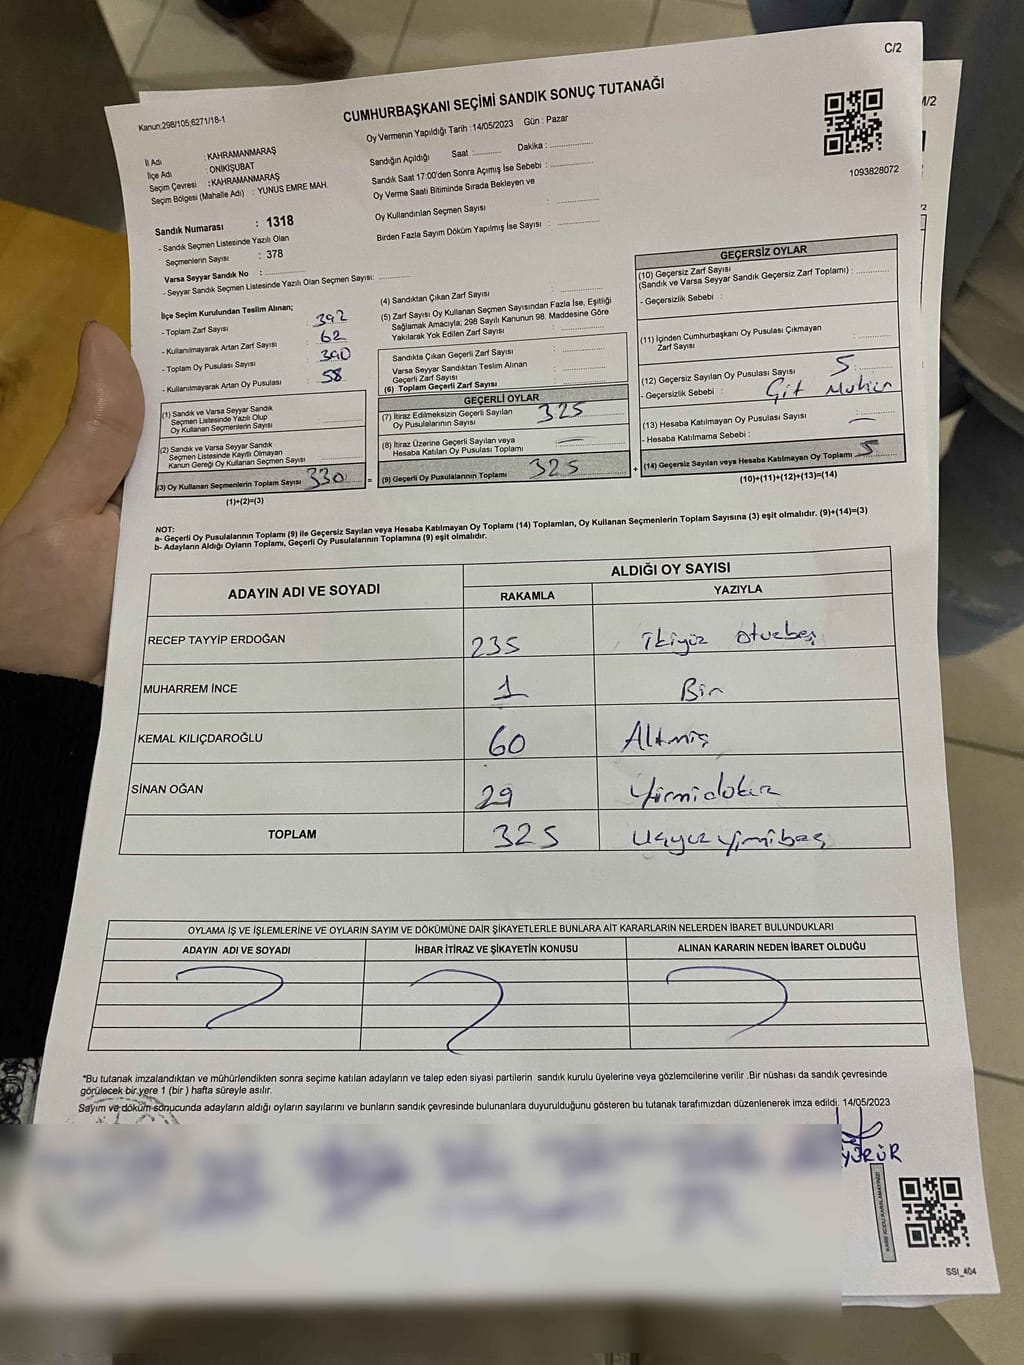 C/2
CUMHURBAŞKANI SEÇİMİ SANDIK SONUÇ TUTANAĞI
Kanun;298/105;6271/18-1
Oy Vermenin Yapıldığı Tarih :14/05/2023 Gün : Pazar
İl Adı : KAHRAMANMARAŞ
İlçe Adı : ONİKİŞUBAT
Seçim Çevresi : KAHRAMANMARAŞ
Seçim Bölgesi (Mahalle Adı) : YUNUS EMRE MAH.
Sandığın Açıldığı Saat :.......... Dakika :...............
Sandık Saat 17:00'den Sonra Açımış İse Sebebi :...............
Oy Verme Saati Bitiminde Sırada Bekleyen ve
Oy Kullandırılan Seçmen Sayısı :...............
Birden Fazla Sayım Döküm Yapılmış İse Sayısı :...............
1093828072
M/2
Sandık Numarası : 1318
- Sandık Seçmen Listesinde Yazılı Olan
Seçmenlerin Sayısı : 378
Varsa Seyyar Sandık No :..........
- Seyyar Sandık Seçmen Listesinde Yazılı Olan Seçmen Sayısı:..........
İlçe Seçim Kurulundan Teslim Alınan;
- Toplam Zarf Sayısı : 392
- Kullanılmayarak Artan Zarf Sayısı : 62
- Toplam Oy Pusulası Sayısı : 390
- Kullanılmayarak Artan Oy Pusulası : 58
(1) Sandık ve Varsa Seyyar Sandık
Seçmen Listesinde Yazılı Olup
Oy Kullanan Seçmenlerin Sayısı :..........
(2) Sandık ve Varsa Seyyar Sandık
Seçmen Listesinde Kayıtlı Olmayan
Kanun Gereği Oy Kullanan Seçmen Sayısı :..........
(3) Oy Kullanan Seçmenlerin Toplam Sayısı 330 =
(1)+(2)=(3)
(4) Sandıktan Çıkan Zarf Sayısı :..........
(5) Zarf Sayısı Oy Kullanan Seçmen Sayısından Fazla İse, Eşitliği
Sağlamak Amacıyla; 298 Sayılı Kanunun 98. Maddesine Göre
Yakılarak Yok Edilen Zarf Sayısı :..........
Sandıkta Çıkan Geçerli Zarf Sayısı :..........
Varsa Seyyar Sandıktan Teslim Alınan
Geçerli Zarf Sayısı :..........
(6) Toplam Geçerli Zarf Sayısı :..........
GEÇERLİ OYLAR
(7) İtiraz Edilmeksizin Geçerli Sayılan
Oy Pusulalarının Sayısı : 325
(8) İtiraz Üzerine Geçerli Sayılan veya
Hesaba Katılan Oy Pusulası Toplamı : —
(9) Geçerli Oy Pusulalarının Toplamı 325 +
GEÇERSİZ OYLAR
(10) Geçersiz Zarf Sayısı
(Sandık ve Varsa Seyyar Sandık Geçersiz Zarf Toplamı) :..........
- Geçersizlik Sebebi :
(11) İçinden Cumhurbaşkanı Oy Pusulası Çıkmayan
Zarf Sayısı :..........
(12) Geçersiz Sayılan Oy Pusulası Sayısı : 5
- Geçersizlik Sebebi : Çift Mühür
(13) Hesaba Katılmayan Oy Pusulası Sayısı : —
- Hesaba Katılmama Sebebi :
(14) Geçersiz Sayılan veya Hesaba Katılmayan Oy Toplamı 5
(10)+(11)+(12)+(13)=(14)
NOT:
a- Geçerli Oy Pusulalarının Toplamı (9) ile Geçersiz Sayılan veya Hesaba Katılmayan Oy Toplamı (14) Toplamları, Oy Kullanan Seçmenlerin Toplam Sayısına (3) eşit olmalıdır. (9)+(14)=(3)
b- Adayların Aldığı Oyların Toplamı, Geçerli Oy Pusulalarının Toplamına (9) eşit olmalıdır.
ADAYIN ADI VE SOYADI ALDIĞI OY SAYISI
RAKAMLA YAZIYLA
RECEP TAYYİP ERDOĞAN 235 İkiyüz otuzbeş
MUHARREM İNCE 1 Bir
KEMAL KILIÇDAROĞLU 60 Altmış
SİNAN OĞAN 29 Yirmidokuz
TOPLAM 325 Uçyuzyimibeş
OYLAMA İŞ VE İŞLEMLERİNE VE OYLARIN SAYIM VE DÖKÜMÜNE DAİR ŞİKAYETLERLE BUNLARA AİT KARARLARIN NELERDEN İBARET BULUNDUKLARI
ADAYIN ADI VE SOYADI İHBAR İTİRAZ VE ŞİKAYETİN KONUSU ALINAN KARARIN NEDEN İBARET OLDUĞU
*Bu tutanak imzalandıktan ve mühürlendikten sonra seçime katılan adayların ve talep eden siyasi partilerin sandık kurulu üyelerine veya gözlemcilerine verilir .Bir nüshası da sandık çevresinde
görülecek bir yere 1 (bir ) hafta süreyle asılır.
Sayım ve döküm sonucunda adayların aldığı oyların sayılarını ve bunların sandık çevresinde bulunanlara duyurulduğunu gösteren bu tutanak tarafımızdan düzenlenerek imza edildi. 14/05/2023
YÜRÜR
KARE KODU KARALAMAYINIZ!
SSI_404